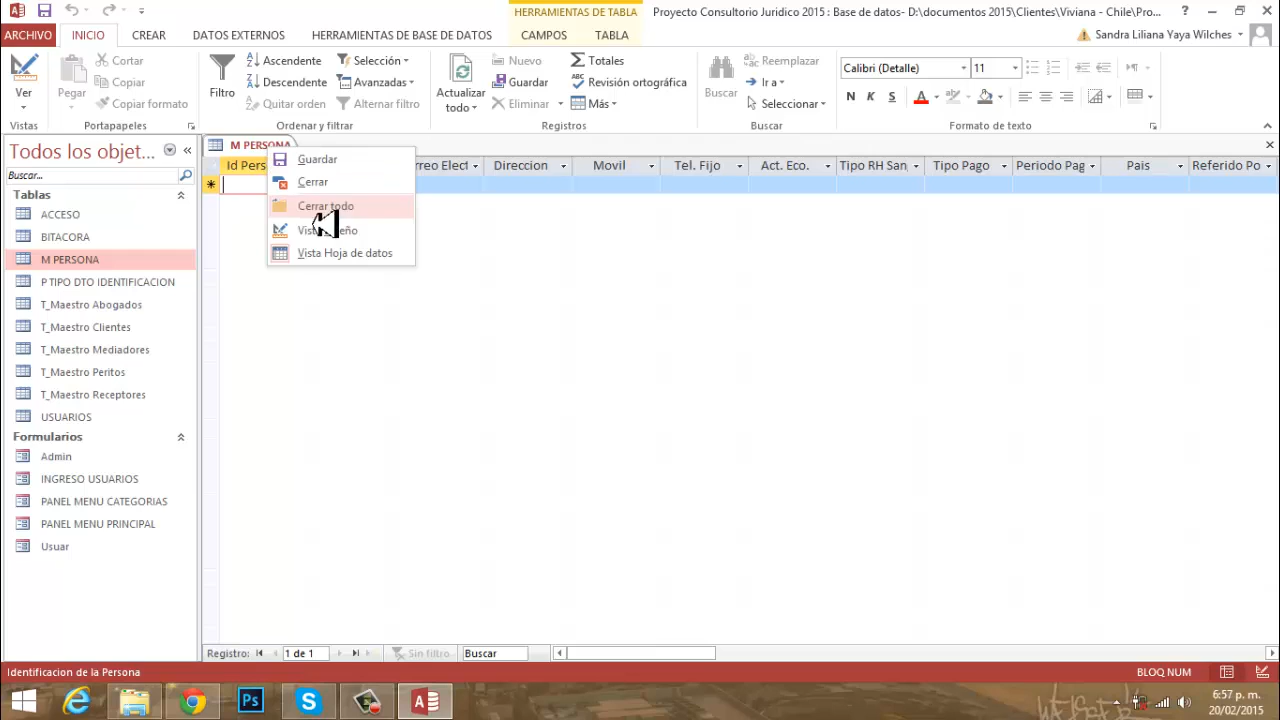 HERRAMIENTAS DE TABLA
Proyecto Consultorio Juridico 2015 : Base de datos- D:\documentos 2015\Clientes\Viviana - Chile\Pro...
ARCHIVO INICIO CREAR DATOS EXTERNOS HERRAMIENTAS DE BASE DE DATOS CAMPOS TABLA
Sandra Liliana Yaya Wilches
Ver
Vistas
Pegar
Cortar
Copiar
Copiar formato
Portapapeles
Filtro
Ascendente
Descendente
Quitar orden
Selección
Avanzadas
Alternar filtro
Ordenar y filtrar
Actualizar
todo
Nuevo
Guardar
Eliminar
Totales
Revisión ortográfica
Más
Registros
Buscar
Reemplazar
Ir a
Seleccionar
Buscar
Calibri (Detalle) 11
N K S
Formato de texto
Todos los objet...
Buscar...
Tablas
ACCESO
BITACORA
M PERSONA
P TIPO DTO IDENTIFICACION
T_Maestro Abogados
T_Maestro Clientes
T_Maestro Mediadores
T_Maestro Peritos
T_Maestro Receptores
USUARIOS
Formularios
Admin
INGRESO USUARIOS
PANEL MENU CATEGORIAS
PANEL MENU PRINCIPAL
Usuar
M PERSONA
Id Pers rreo Elect Direccion Movil Tel. Fijo Act. Eco. Tipo RH San Tipo Pago Periodo Pag Pais Referido Po
Guardar
Cerrar
Cerrar todo
Vista Hoja de datos
Registro: 1 de 1 Sin filtro Buscar
Identificacion de la Persona
BLOQ NUM
6:57 p. m.
20/02/2015